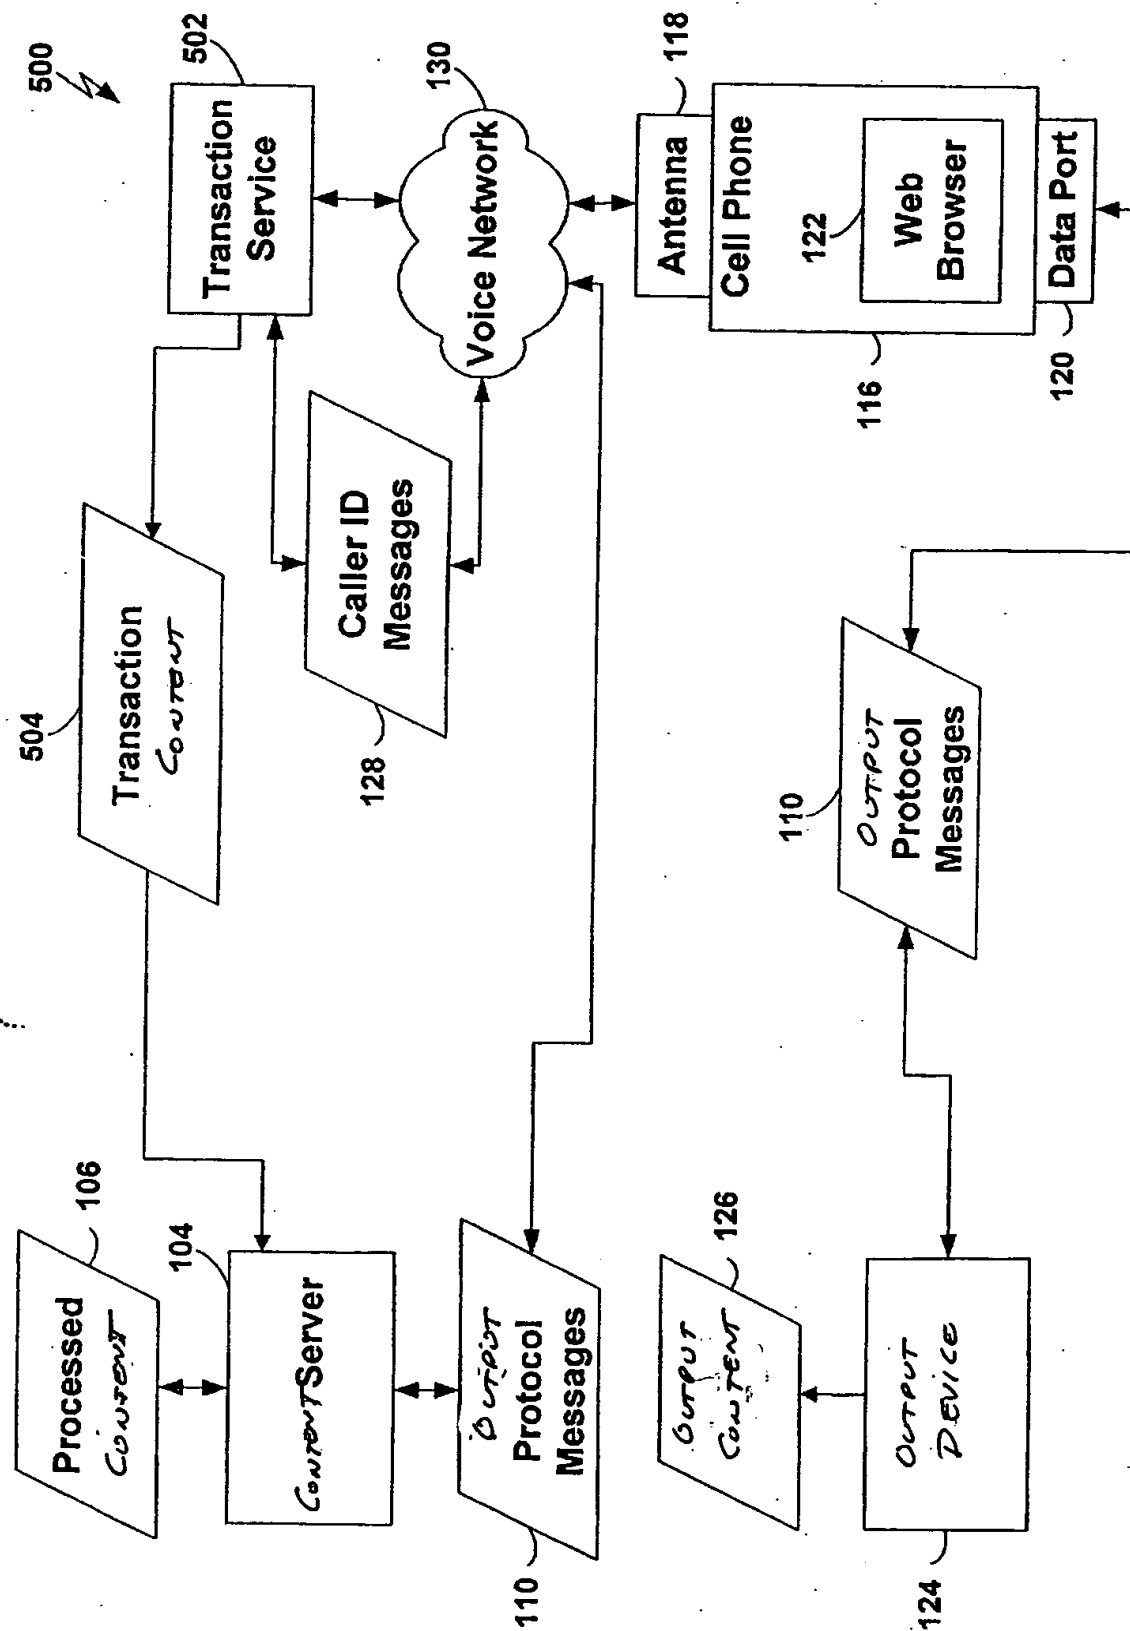 500
502
Transaction
Service
504
Transaction
CONTENT
106
Processed
CONTENT
104
CONTENT Server
128
Caller ID
Messages
130
Voice Network
110
OUTPUT
Protocol
Messages
118
Antenna
Cell Phone
122
Web
Browser
116
Data Port
120
110
OUTPUT
Protocol
Messages
126
OUTPUT
CONTENT
OUTPUT
DEVICE
124